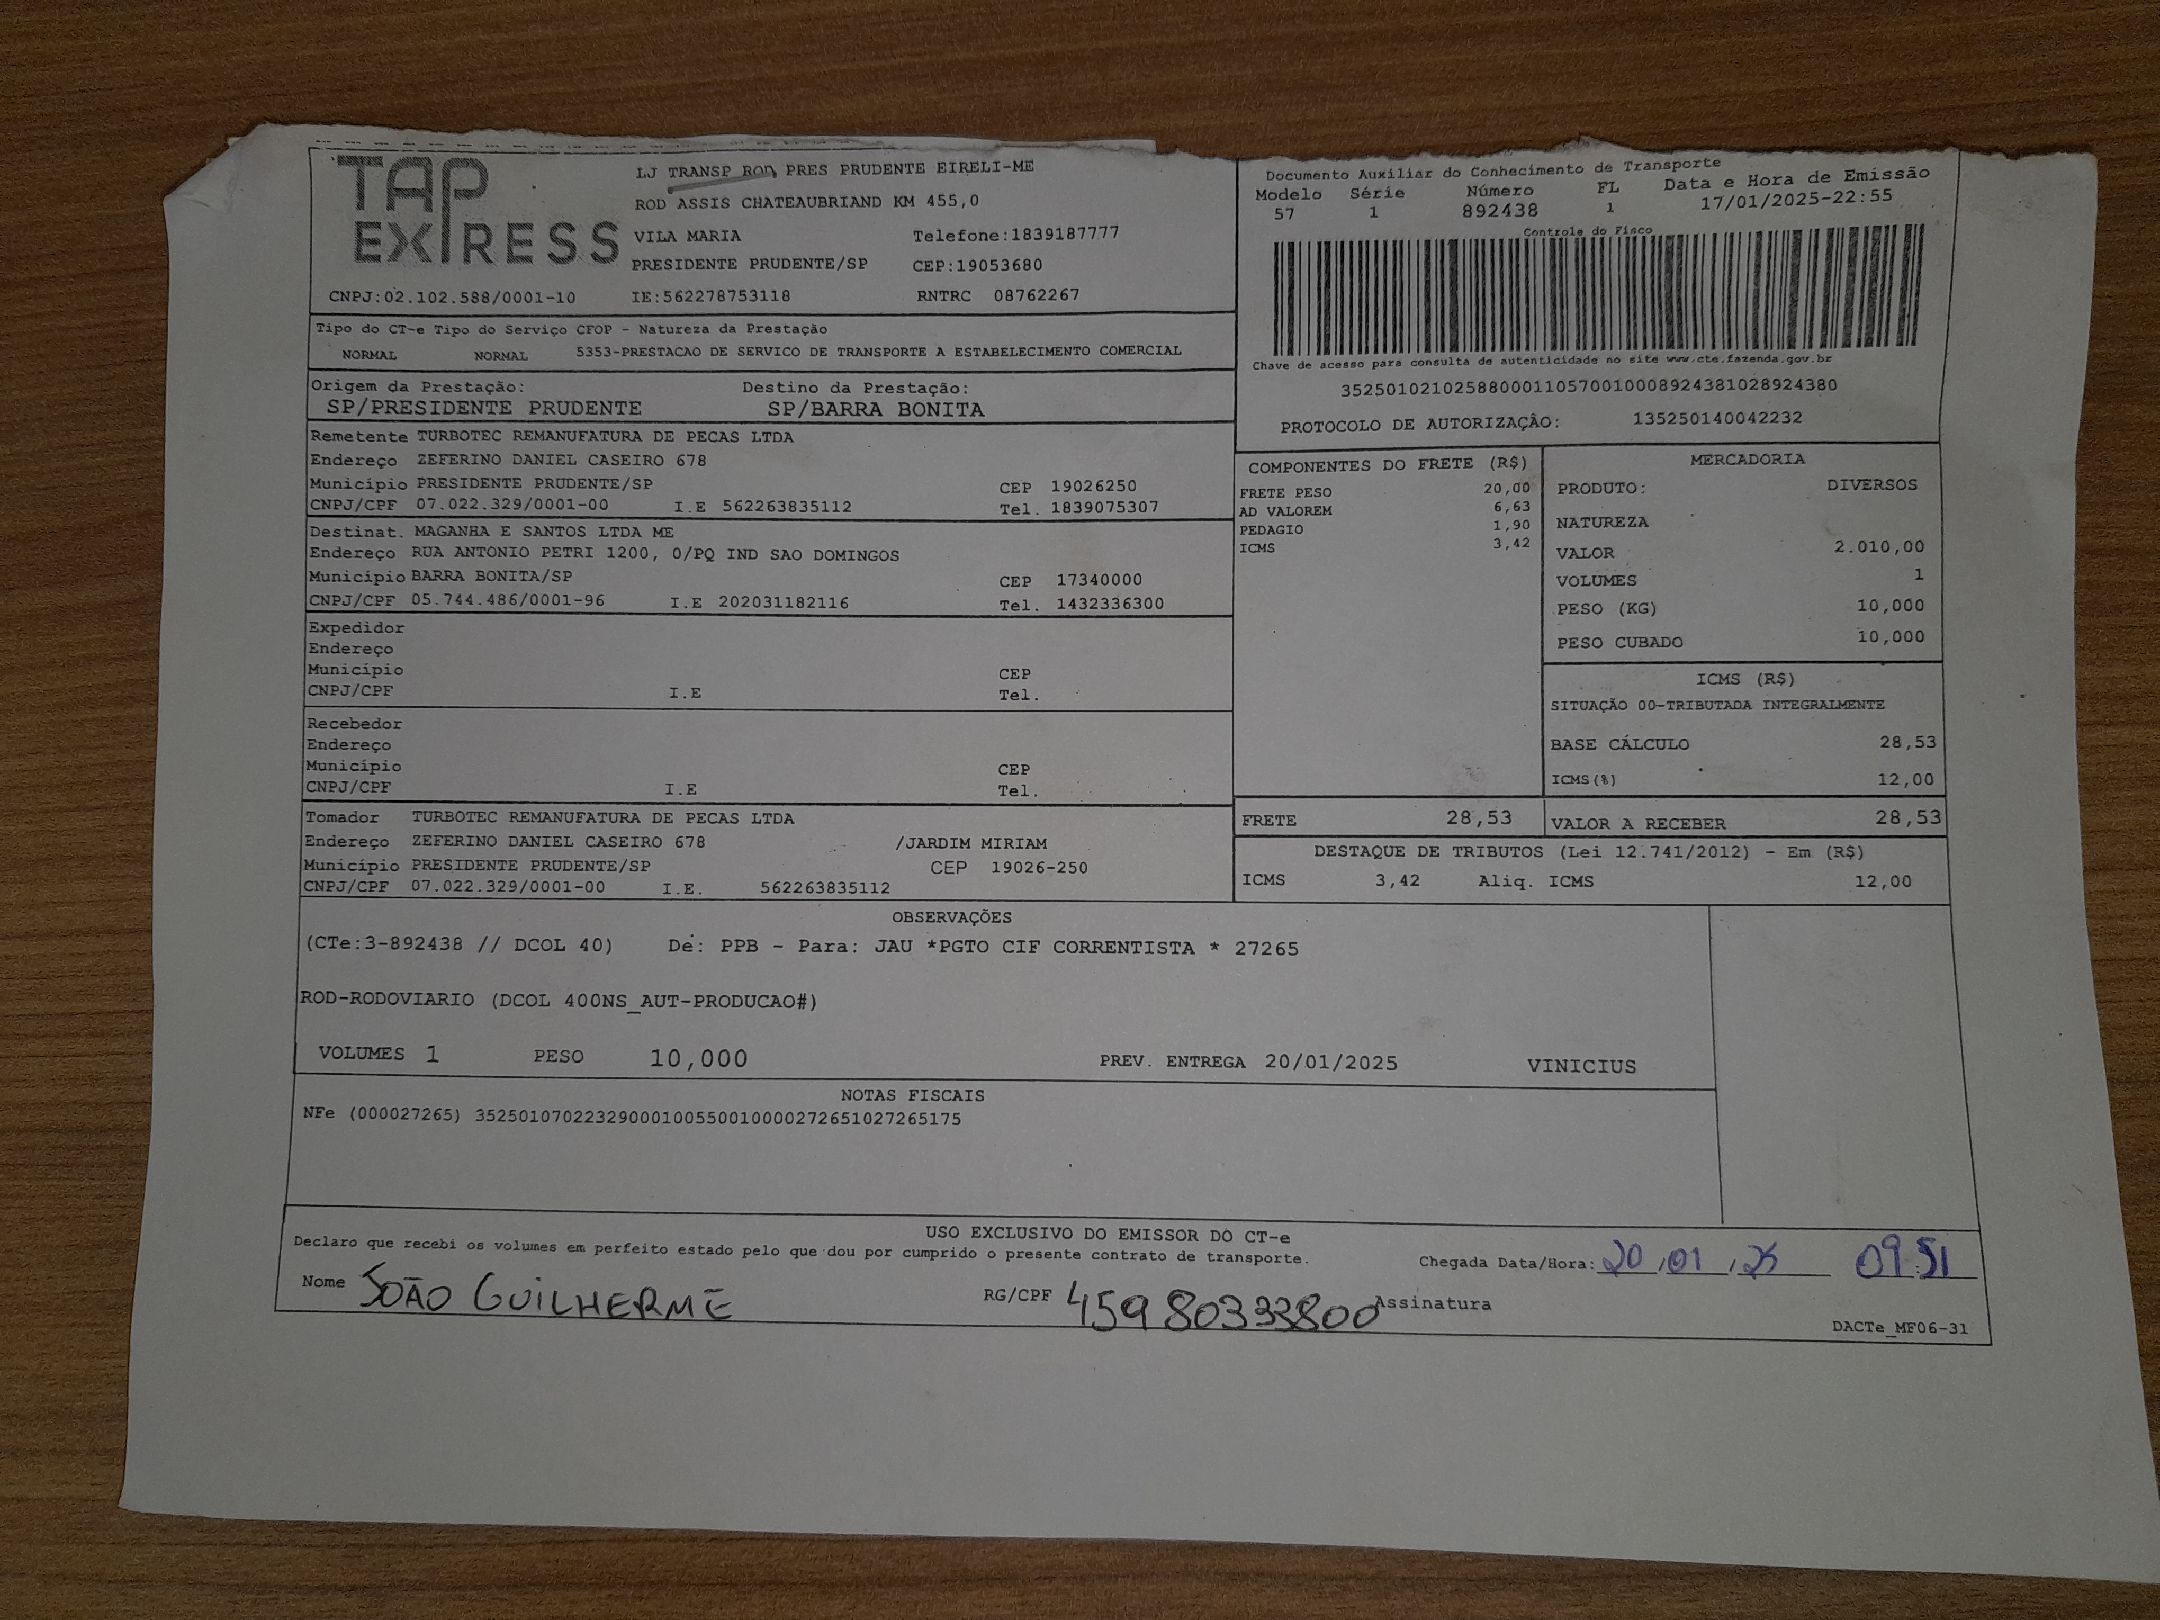 TAP EXPRESS
LJ TRANSP ROD PRES PRUDENTE EIRELI-ME
ROD ASSIS CHATEAUBRIAND KM 455,0
VILA MARIA Telefone:1839187777
PRESIDENTE PRUDENTE/SP CEP:19053680
CNPJ:02.102.588/0001-10 IE:562278753118 RNTRC 08762267
Documento Auxiliar do Conhecimento de Transporte
Modelo Série Número FL Data e Hora de Emissão
57 1 892438 1 17/01/2025-22:55
Controle do Fisco
Chave de acesso para consulta de autenticidade no site www.cte.fazenda.gov.br
35250102102588000110570010008924381028924380
PROTOCOLO DE AUTORIZAÇÃO: 135250140042232
Tipo do CT-e Tipo do Serviço CFOP - Natureza da Prestação
NORMAL NORMAL 5353-PRESTACAO DE SERVICO DE TRANSPORTE A ESTABELECIMENTO COMERCIAL
Origem da Prestação: Destino da Prestação:
SP/PRESIDENTE PRUDENTE SP/BARRA BONITA
Remetente TURBOTEC REMANUFATURA DE PECAS LTDA
Endereço ZEFERINO DANIEL CASEIRO 678
Município PRESIDENTE PRUDENTE/SP CEP 19026250
CNPJ/CPF 07.022.329/0001-00 I.E 562263835112 Tel. 1839075307
Destinat. MAGANHA E SANTOS LTDA ME
Endereço RUA ANTONIO PETRI 1200, 0/PQ IND SAO DOMINGOS
Município BARRA BONITA/SP CEP 17340000
CNPJ/CPF 05.744.486/0001-96 I.E 202031182116 Tel. 1432336300
Expedidor
Endereço
Município CEP
CNPJ/CPF I.E Tel.
Recebedor
Endereço
Município CEP
CNPJ/CPF I.E Tel.
Tomador TURBOTEC REMANUFATURA DE PECAS LTDA
Endereço ZEFERINO DANIEL CASEIRO 678 /JARDIM MIRIAM
Município PRESIDENTE PRUDENTE/SP CEP 19026-250
CNPJ/CPF 07.022.329/0001-00 I.E. 562263835112
COMPONENTES DO FRETE (R$)
FRETE PESO 20,00
AD VALOREM 6,63
PEDAGIO 1,90
ICMS 3,42
MERCADORIA
PRODUTO: DIVERSOS
NATUREZA
VALOR 2.010,00
VOLUMES 1
PESO (KG) 10,000
PESO CUBADO 10,000
ICMS (R$)
SITUAÇÃO 00-TRIBUTADA INTEGRALMENTE
BASE CÁLCULO 28,53
ICMS(%) 12,00
FRETE 28,53 VALOR A RECEBER 28,53
DESTAQUE DE TRIBUTOS (Lei 12.741/2012) - Em (R$)
ICMS 3,42 Aliq. ICMS 12,00
OBSERVAÇÕES
(CTe:3-892438 // DCOL 40) De: PPB - Para: JAU *PGTO CIF CORRENTISTA * 27265
ROD-RODOVIARIO (DCOL 400NS_AUT-PRODUCAO#)
VOLUMES 1 PESO 10,000 PREV. ENTREGA 20/01/2025 VINICIUS
NOTAS FISCAIS
NFe (000027265) 35250107022329000100550010000272651027265175
USO EXCLUSIVO DO EMISSOR DO CT-e
Declaro que recebi os volumes em perfeito estado pelo que dou por cumprido o presente contrato de transporte. Chegada Data/Hora: 20/01/25 09:51
Nome JOÃO GUILHERME RG/CPF 45980333800 Assinatura
DACTe_MF06-31